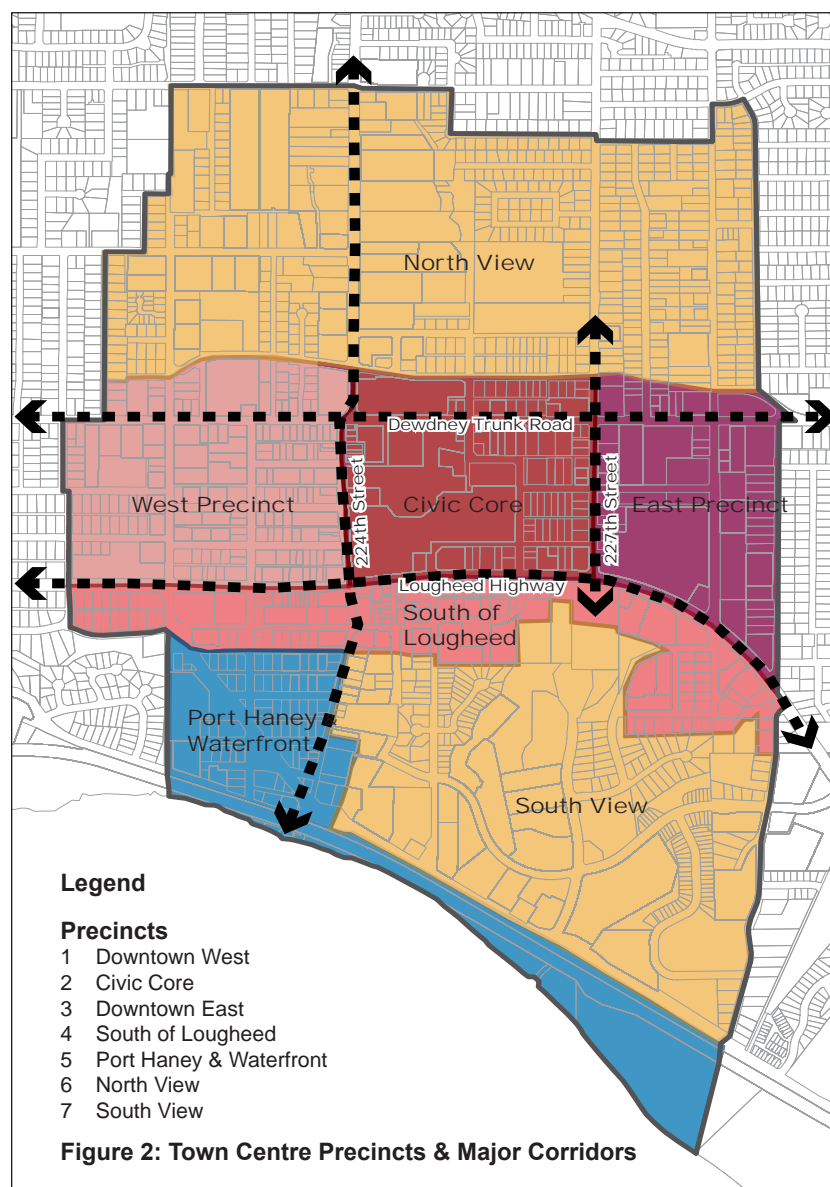 North View
Dewdney Trunk Road
West Precinct
224th Street
Civic Core
227th Street
East Precinct
Lougheed Highway
South of
Lougheed
Port Haney &
Waterfront
South View
Legend
Precincts
1 Downtown West
2 Civic Core
3 Downtown East
4 South of Lougheed
5 Port Haney & Waterfront
6 North View
7 South View
Figure 2: Town Centre Precincts & Major Corridors